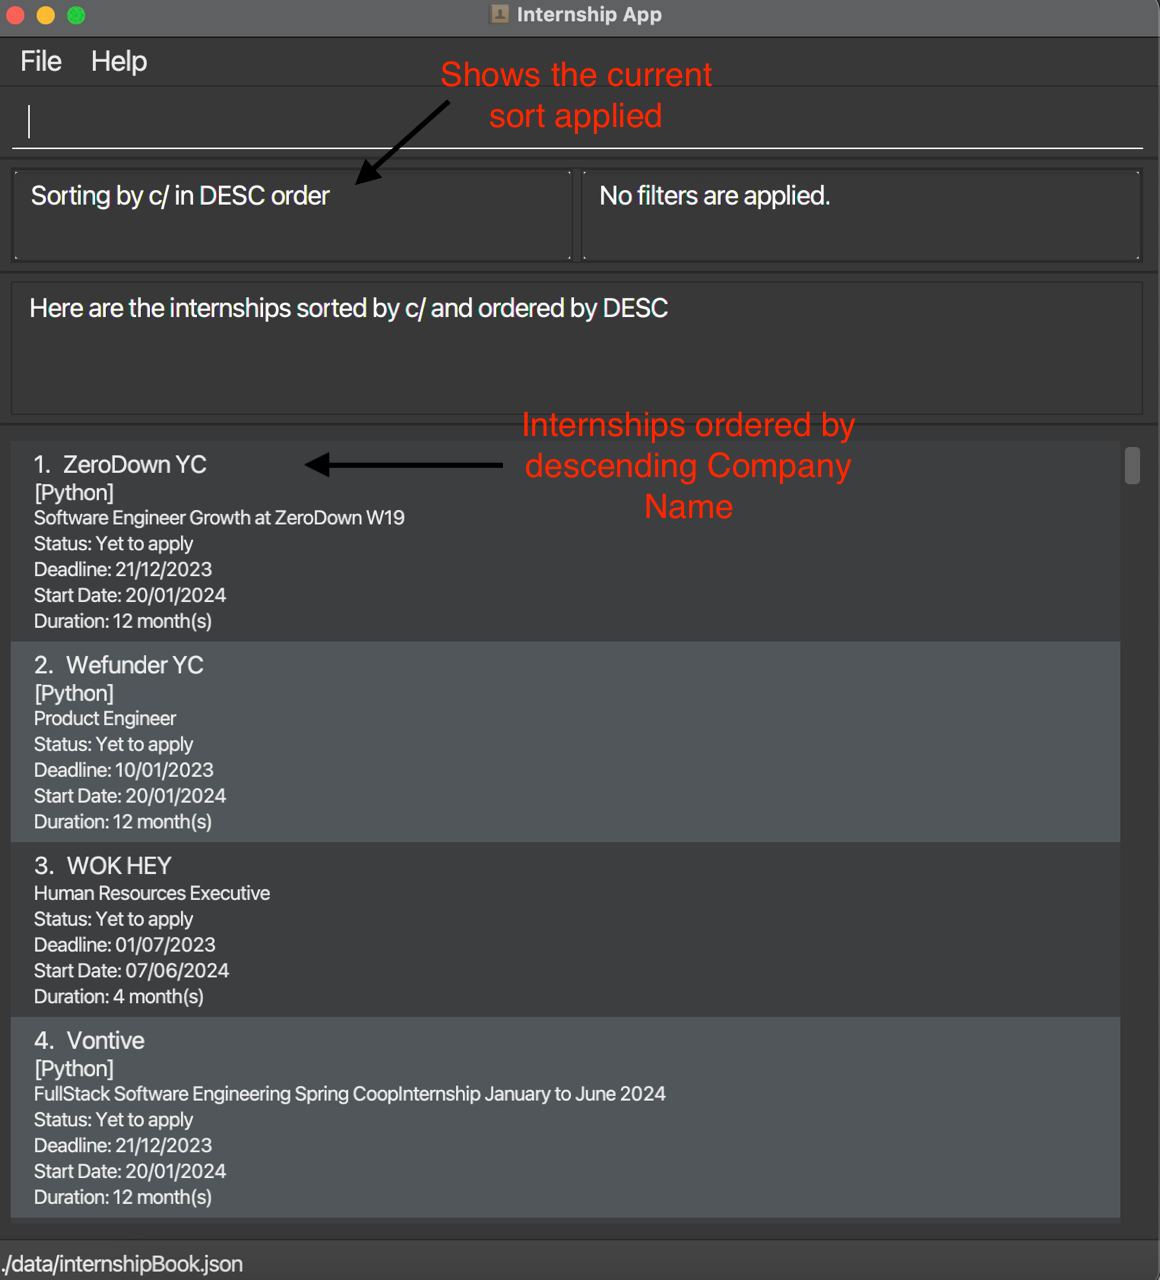 Internship App
File Help
Shows the current
sort applied
Sorting by c/ in DESC order
No filters are applied.
Here are the internships sorted by c/ and ordered by DESC
Internships ordered by
descending Company
Name
1. ZeroDown YC
[Python]
Software Engineer Growth at ZeroDown W19
Status: Yet to apply
Deadline: 21/12/2023
Start Date: 20/01/2024
Duration: 12 month(s)
2. Wefunder YC
[Python]
Product Engineer
Status: Yet to apply
Deadline: 10/01/2023
Start Date: 20/01/2024
Duration: 12 month(s)
3. WOK HEY
Human Resources Executive
Status: Yet to apply
Deadline: 01/07/2023
Start Date: 07/06/2024
Duration: 4 month(s)
4. Vontive
[Python]
FullStack Software Engineering Spring CoopInternship January to June 2024
Status: Yet to apply
Deadline: 21/12/2023
Start Date: 20/01/2024
Duration: 12 month(s)
./data/internshipBook.json